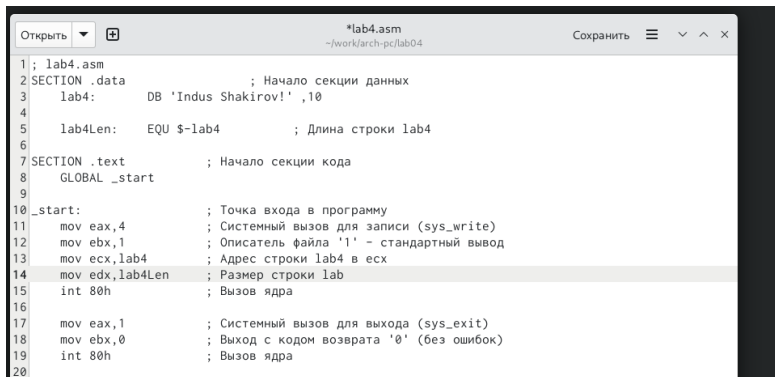 Открыть
*lab4.asm
~/work/arch-pc/lab04
Сохранить
1 ; lab4.asm
2 SECTION .data ; Начало секции данных
3 lab4: DB 'Indus Shakirov!' ,10
4
5 lab4Len: EQU $-lab4 ; Длина строки lab4
6
7 SECTION .text ; Начало секции кода
8 GLOBAL _start
9
10 _start: ; Точка входа в программу
11 mov eax,4 ; Системный вызов для записи (sys_write)
12 mov ebx,1 ; Описатель файла '1' - стандартный вывод
13 mov ecx,lab4 ; Адрес строки lab4 в ecx
14 mov edx,lab4Len ; Размер строки lab
15 int 80h ; Вызов ядра
16
17 mov eax,1 ; Системный вызов для выхода (sys_exit)
18 mov ebx,0 ; Выход с кодом возврата '0' (без ошибок)
19 int 80h ; Вызов ядра
20